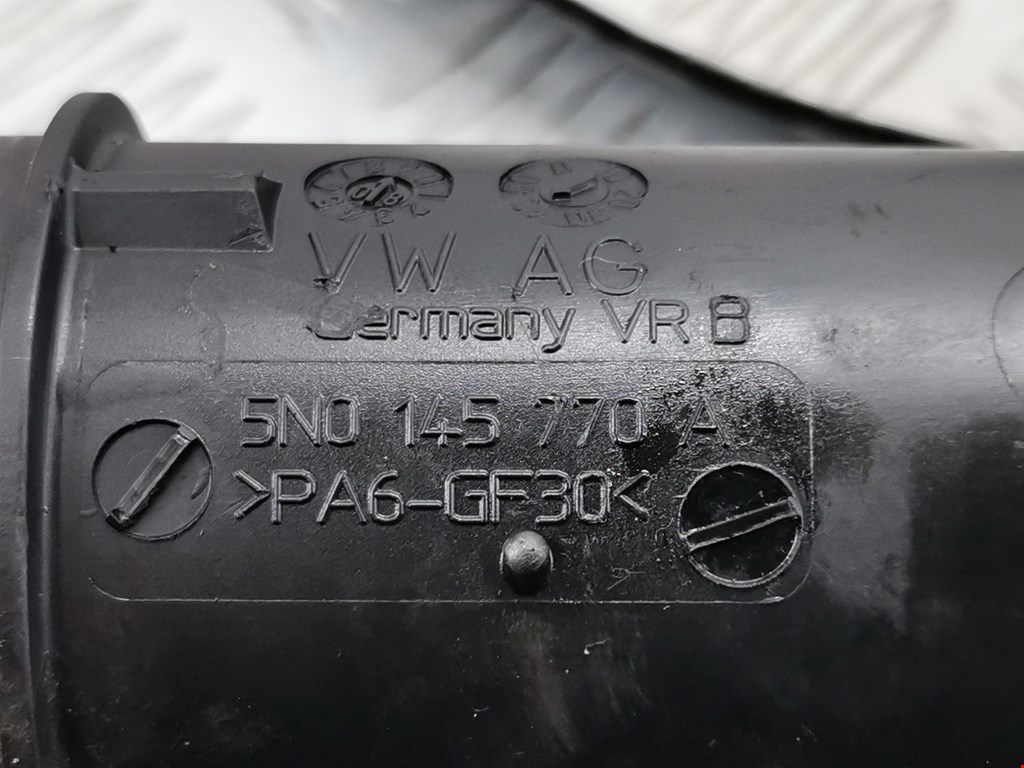 VW AG
Germany VR B
5N0 145 770 A
>PA6-GF30<